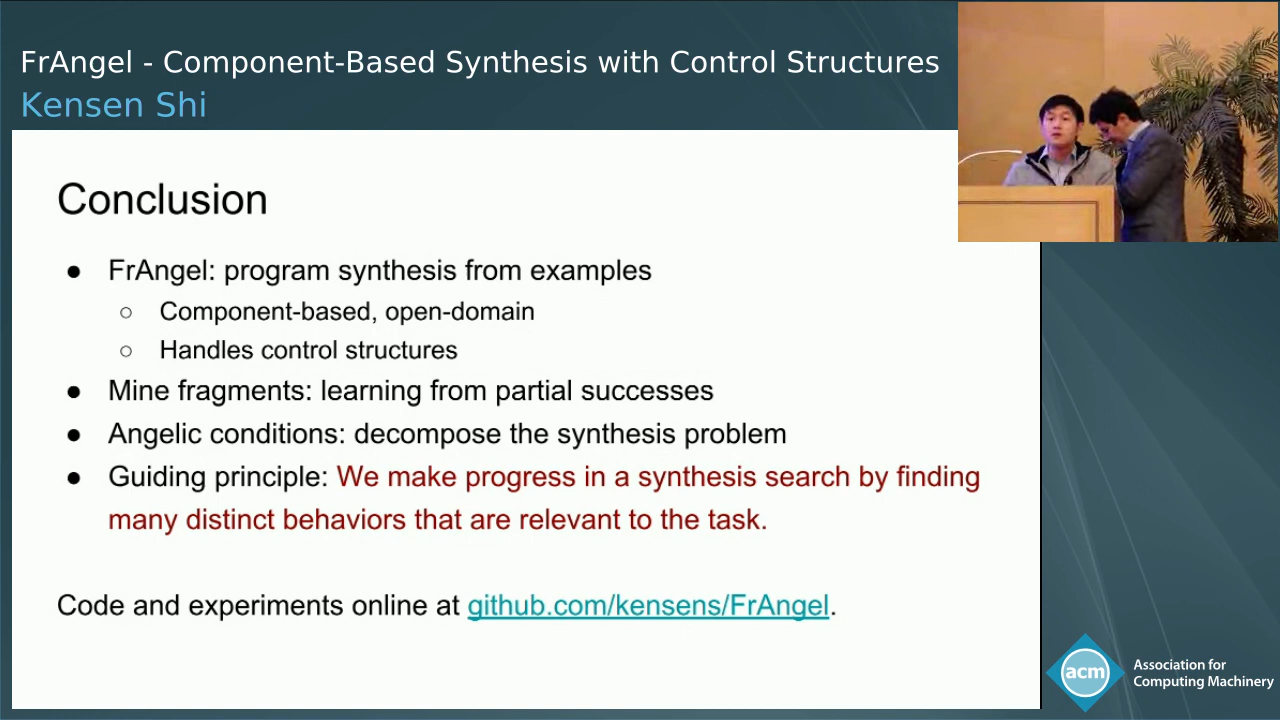 FrAngel - Component-Based Synthesis with Control Structures
Kensen Shi
Conclusion
● FrAngel: program synthesis from examples
○ Component-based, open-domain
○ Handles control structures
● Mine fragments: learning from partial successes
● Angelic conditions: decompose the synthesis problem
● Guiding principle: We make progress in a synthesis search by finding
many distinct behaviors that are relevant to the task.
Code and experiments online at github.com/kensens/FrAngel.
acm
Association for
Computing Machinery